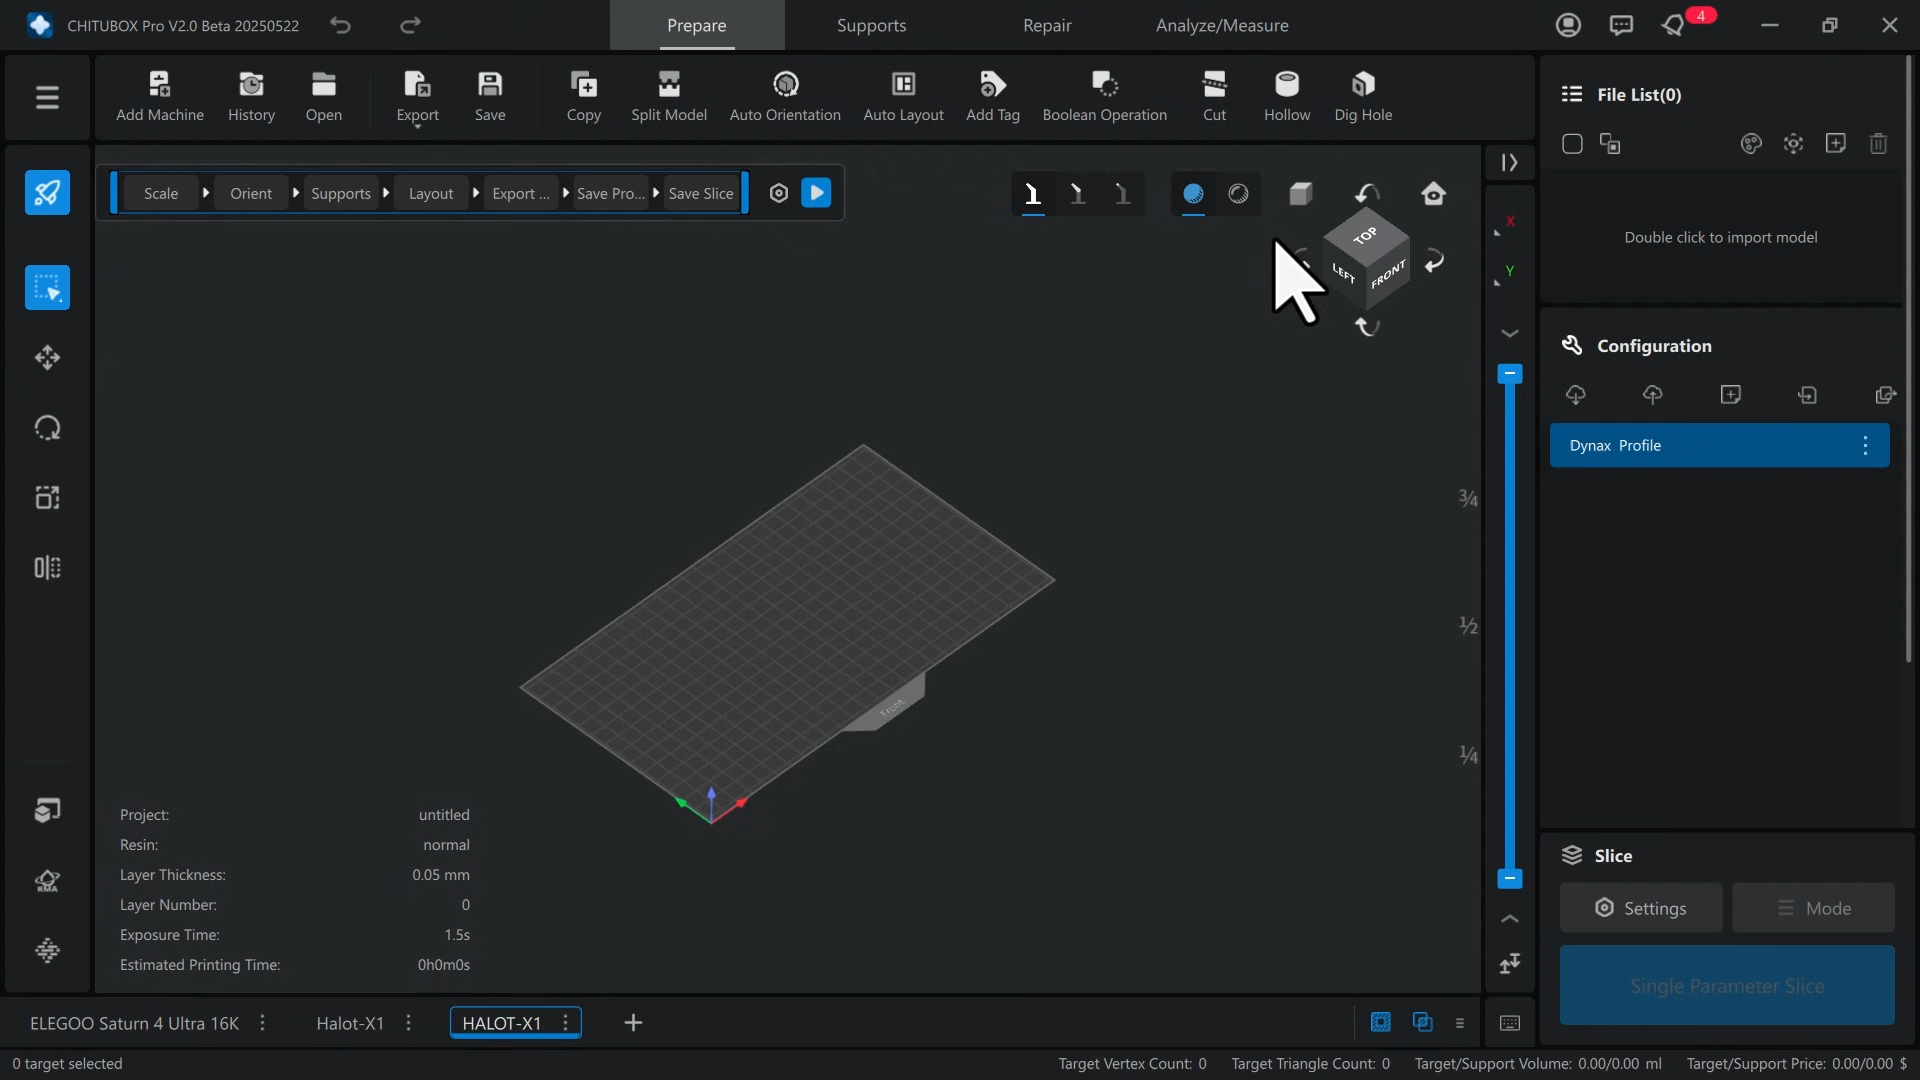 CHITUBOX Pro V2.0 Beta 20250522
Prepare
Supports
Repair
Analyze/Measure
4
Add Machine
History
Open
Export
Save
Copy
Split Model
Auto Orientation
Auto Layout
Add Tag
Boolean Operation
Cut
Hollow
Dig Hole
Scale
Orient
Supports
Layout
Export ...
Save Pro...
Save Slice
TOP
LEFT
FRONT
X
Y
3/4
1/2
1/4
Front
File List(0)
Double click to import model
Configuration
Dynax Profile
Project: untitled
Resin: normal
Layer Thickness: 0.05 mm
Layer Number: 0
Exposure Time: 1.5s
Estimated Printing Time: 0h0m0s
Slice
Settings
Mode
Single Parameter Slice
ELEGOO Saturn 4 Ultra 16K
Halot-X1
HALOT-X1
0 target selected
Target Vertex Count: 0
Target Triangle Count: 0
Target/Support Volume: 0.00/0.00 ml
Target/Support Price: 0.00/0.00 $